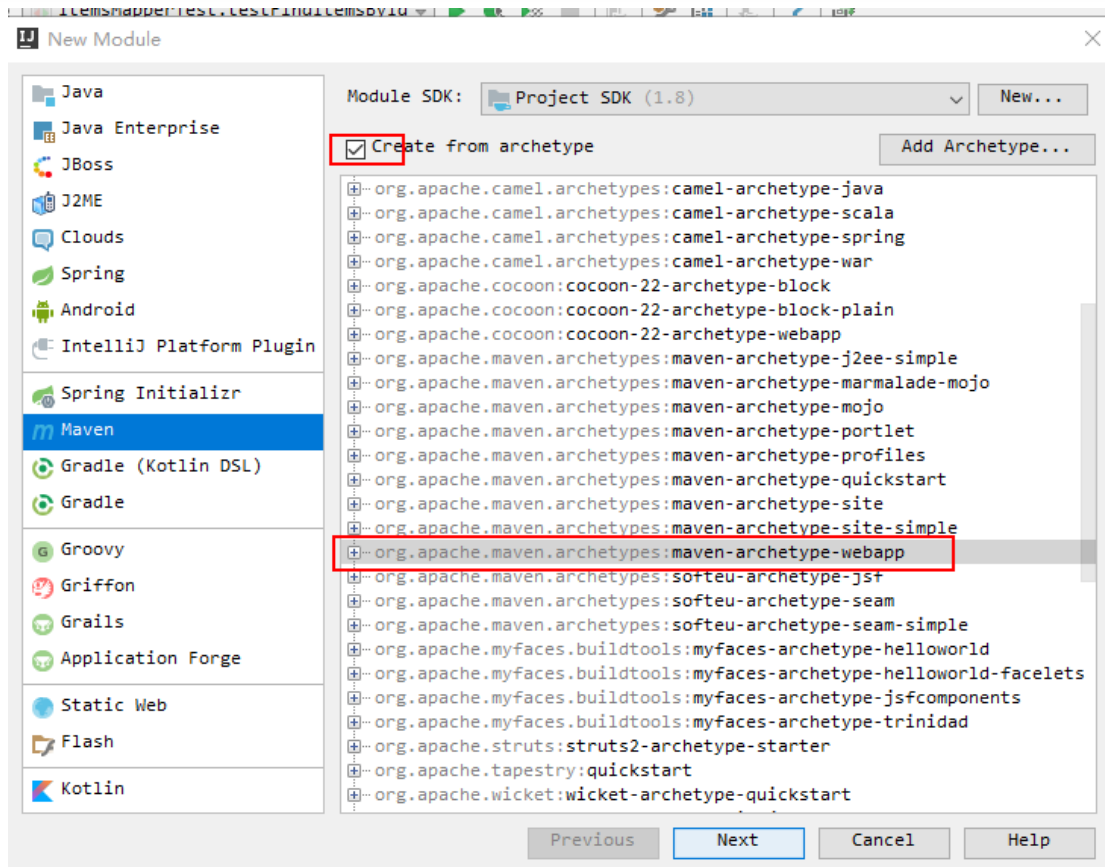 ItemsMapperTest.testFindItemsById
New Module
Java
Java Enterprise
JBoss
J2ME
Clouds
Spring
Android
IntelliJ Platform Plugin
Spring Initializr
Maven
Gradle (Kotlin DSL)
Gradle
Groovy
Griffon
Grails
Application Forge
Static Web
Flash
Kotlin
Module SDK: Project SDK (1.8) New...
Create from archetype Add Archetype...
org.apache.camel.archetypes:camel-archetype-java
org.apache.camel.archetypes:camel-archetype-scala
org.apache.camel.archetypes:camel-archetype-spring
org.apache.camel.archetypes:camel-archetype-war
org.apache.cocoon:cocoon-22-archetype-block
org.apache.cocoon:cocoon-22-archetype-block-plain
org.apache.cocoon:cocoon-22-archetype-webapp
org.apache.maven.archetypes:maven-archetype-j2ee-simple
org.apache.maven.archetypes:maven-archetype-marmalade-mojo
org.apache.maven.archetypes:maven-archetype-mojo
org.apache.maven.archetypes:maven-archetype-portlet
org.apache.maven.archetypes:maven-archetype-profiles
org.apache.maven.archetypes:maven-archetype-quickstart
org.apache.maven.archetypes:maven-archetype-site
org.apache.maven.archetypes:maven-archetype-site-simple
org.apache.maven.archetypes:maven-archetype-webapp
org.apache.maven.archetypes:softeu-archetype-jsf
org.apache.maven.archetypes:softeu-archetype-seam
org.apache.maven.archetypes:softeu-archetype-seam-simple
org.apache.myfaces.buildtools:myfaces-archetype-helloworld
org.apache.myfaces.buildtools:myfaces-archetype-helloworld-facelets
org.apache.myfaces.buildtools:myfaces-archetype-jsfcomponents
org.apache.myfaces.buildtools:myfaces-archetype-trinidad
org.apache.struts:struts2-archetype-starter
org.apache.tapestry:quickstart
org.apache.wicket:wicket-archetype-quickstart
Previous Next Cancel Help